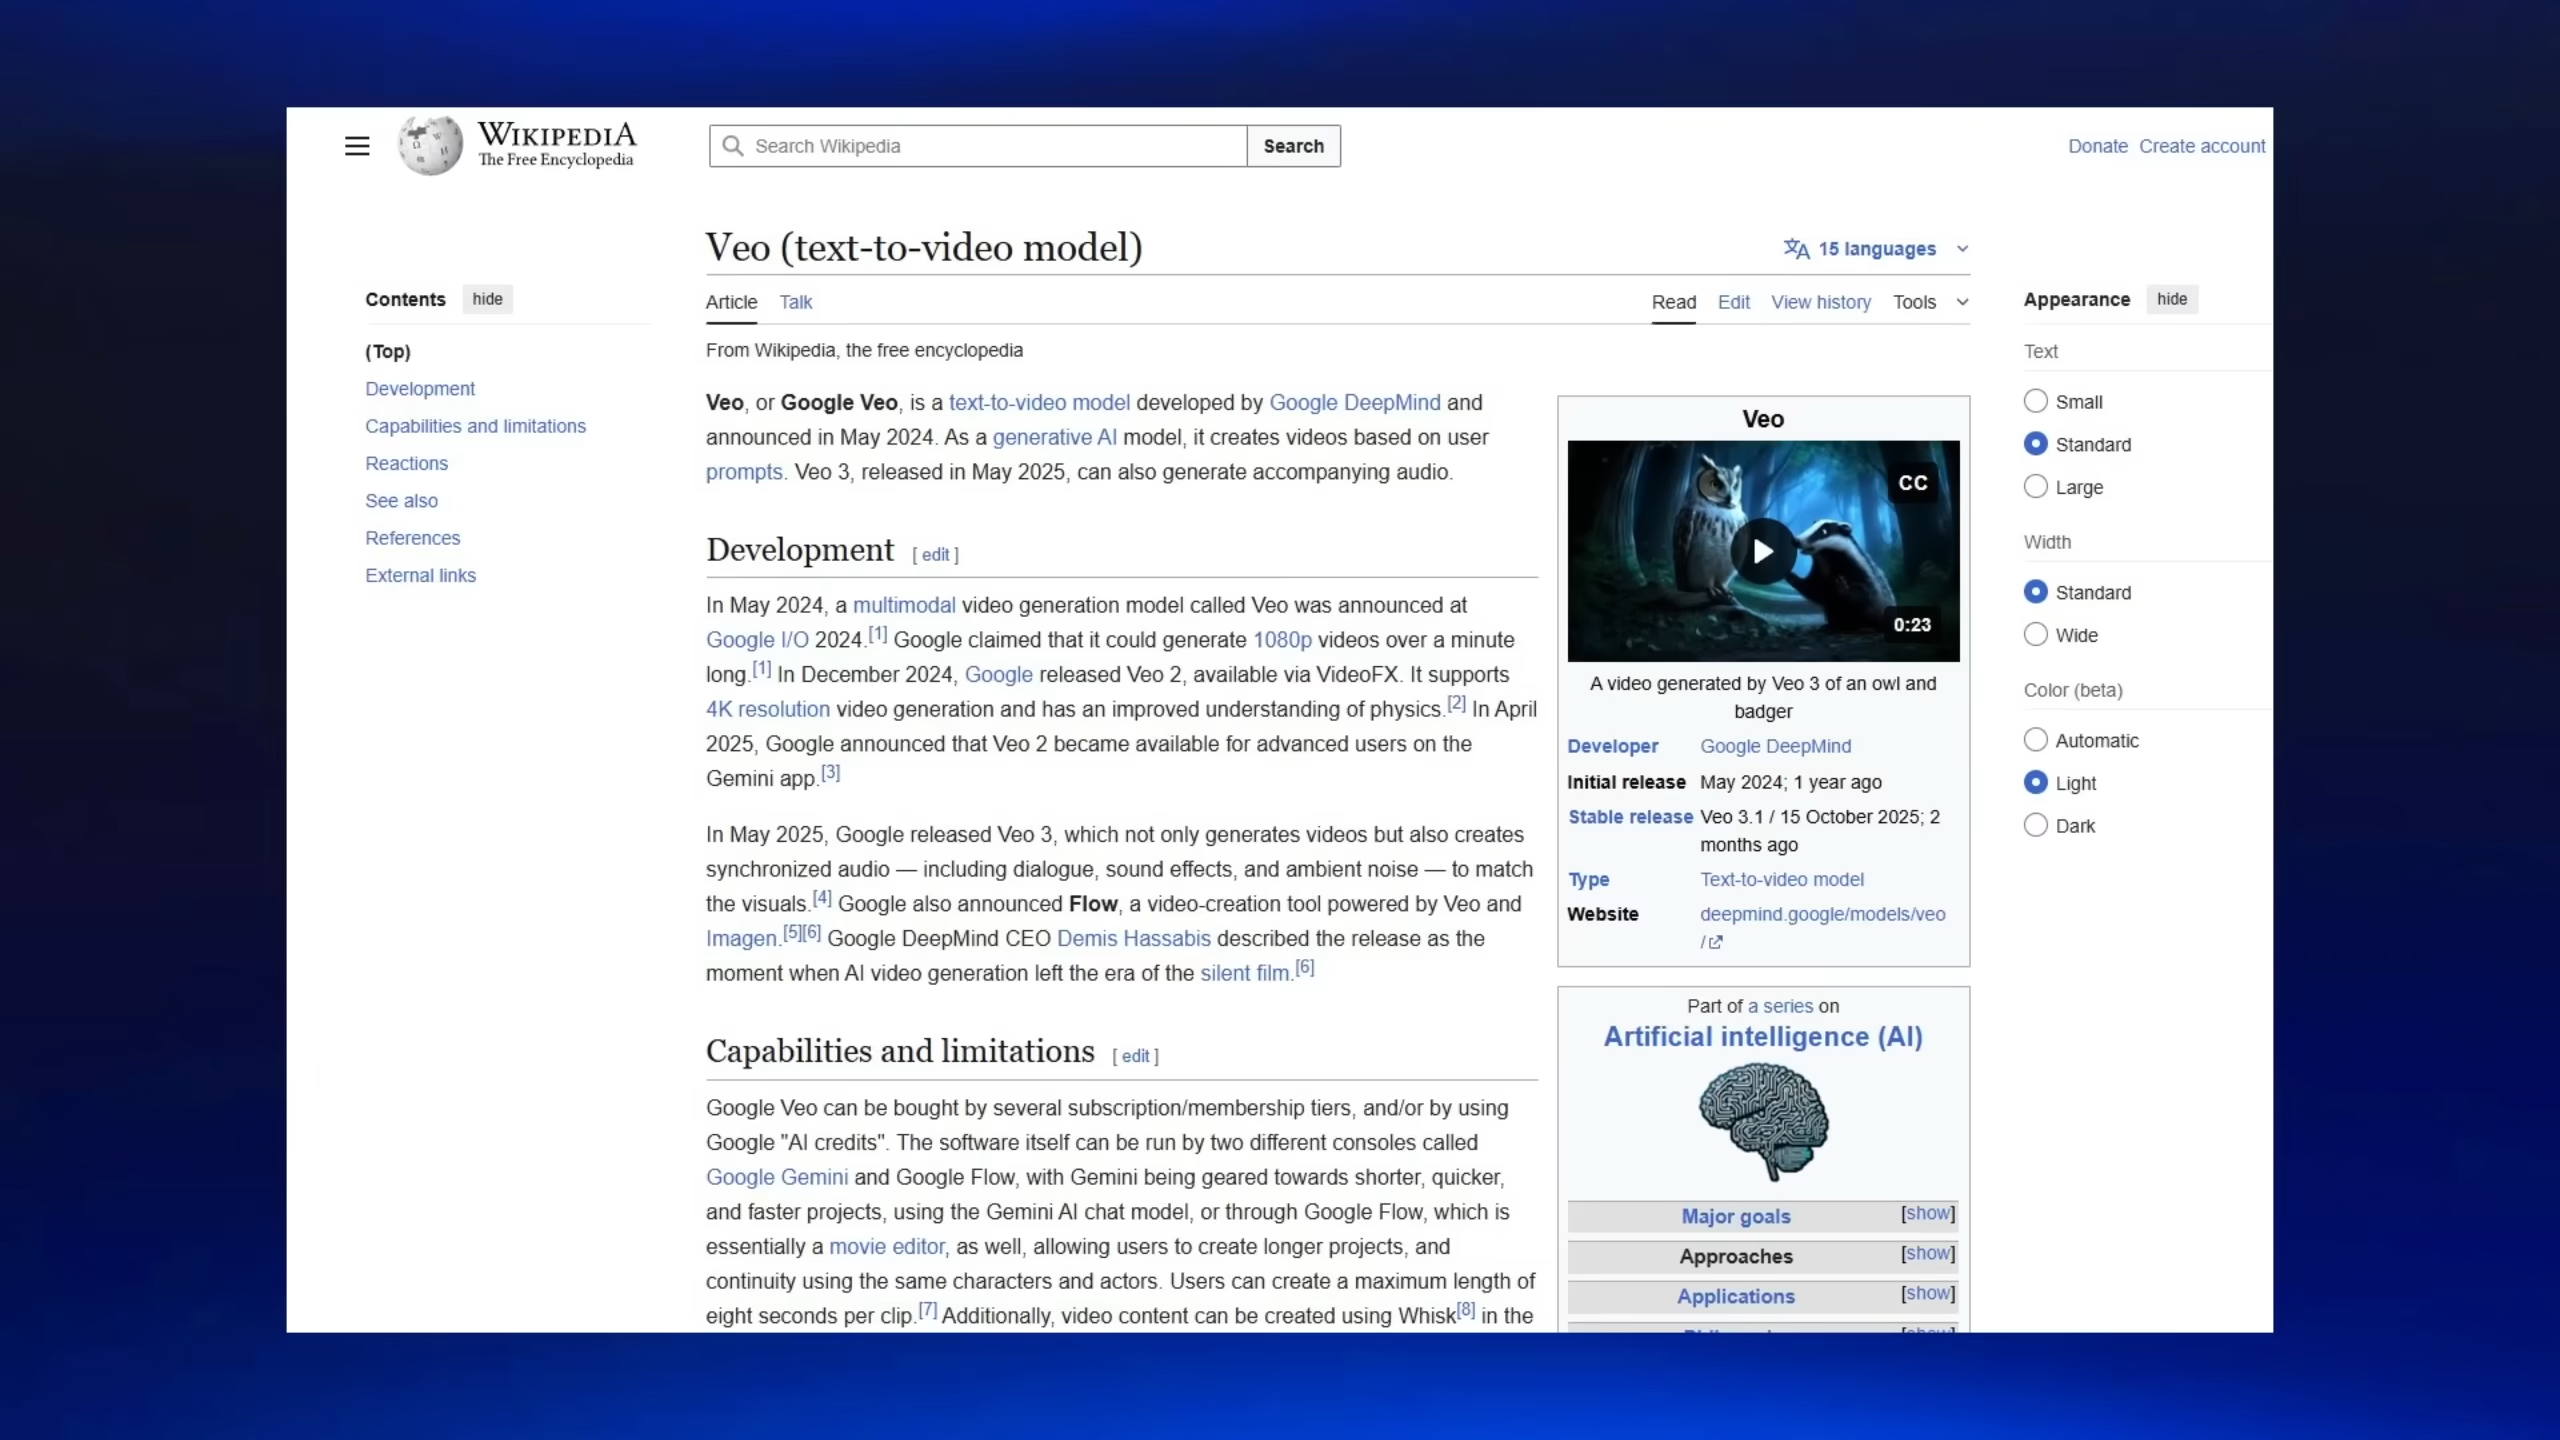 WIKIPEDIA
The Free Encyclopedia
Search Wikipedia
Search
Donate Create account
Veo (text-to-video model)
15 languages
Contents hide
(Top)
Development
Capabilities and limitations
Reactions
See also
References
External links
Article Talk
Read Edit View history Tools
From Wikipedia, the free encyclopedia
Veo, or Google Veo, is a text-to-video model developed by Google DeepMind and
announced in May 2024. As a generative AI model, it creates videos based on user
prompts. Veo 3, released in May 2025, can also generate accompanying audio.
Development [ edit ]
In May 2024, a multimodal video generation model called Veo was announced at
Google I/O 2024.[1] Google claimed that it could generate 1080p videos over a minute
long.[1] In December 2024, Google released Veo 2, available via VideoFX. It supports
4K resolution video generation and has an improved understanding of physics.[2] In April
2025, Google announced that Veo 2 became available for advanced users on the
Gemini app.[3]
In May 2025, Google released Veo 3, which not only generates videos but also creates
synchronized audio — including dialogue, sound effects, and ambient noise — to match
the visuals.[4] Google also announced Flow, a video-creation tool powered by Veo and
Imagen.[5][6] Google DeepMind CEO Demis Hassabis described the release as the
moment when AI video generation left the era of the silent film.[6]
Capabilities and limitations [ edit ]
Google Veo can be bought by several subscription/membership tiers, and/or by using
Google "AI credits". The software itself can be run by two different consoles called
Google Gemini and Google Flow, with Gemini being geared towards shorter, quicker,
and faster projects, using the Gemini AI chat model, or through Google Flow, which is
essentially a movie editor, as well, allowing users to create longer projects, and
continuity using the same characters and actors. Users can create a maximum length of
eight seconds per clip.[7] Additionally, video content can be created using Whisk[8] in the
Veo
CC
0:23
A video generated by Veo 3 of an owl and
badger
Developer Google DeepMind
Initial release May 2024; 1 year ago
Stable release Veo 3.1 / 15 October 2025; 2
months ago
Type Text-to-video model
Website deepmind.google/models/veo
/
Part of a series on
Artificial intelligence (AI)
Major goals [show]
Approaches [show]
Applications [show]
Appearance hide
Text
Small
Standard
Large
Width
Standard
Wide
Color (beta)
Automatic
Light
Dark